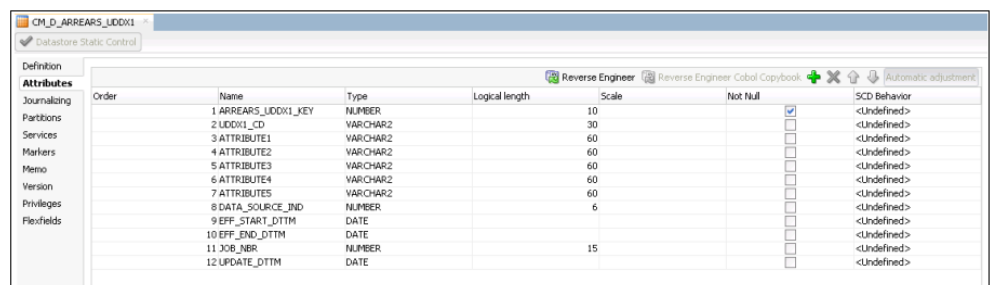 CM_D_ARREARS_UDDX1
Datastore Static Control
Definition
Attributes
Journalizing
Partitions
Services
Markers
Memo
Version
Privileges
Flexfields
Reverse Engineer Reverse Engineer Cobol Copybook Automatic adjustment
Order Name Type Logical length Scale Not Null SCD Behavior
1 ARREARS_UDDX1_KEY NUMBER 10 <Undefined>
2 UDDX1_CD VARCHAR2 30 <Undefined>
3 ATTRIBUTE1 VARCHAR2 60 <Undefined>
4 ATTRIBUTE2 VARCHAR2 60 <Undefined>
5 ATTRIBUTE3 VARCHAR2 60 <Undefined>
6 ATTRIBUTE4 VARCHAR2 60 <Undefined>
7 ATTRIBUTE5 VARCHAR2 60 <Undefined>
8 DATA_SOURCE_IND NUMBER 6 <Undefined>
9 EFF_START_DTTM DATE <Undefined>
10 EFF_END_DTTM DATE <Undefined>
11 JOB_NBR NUMBER 15 <Undefined>
12 UPDATE_DTTM DATE <Undefined>